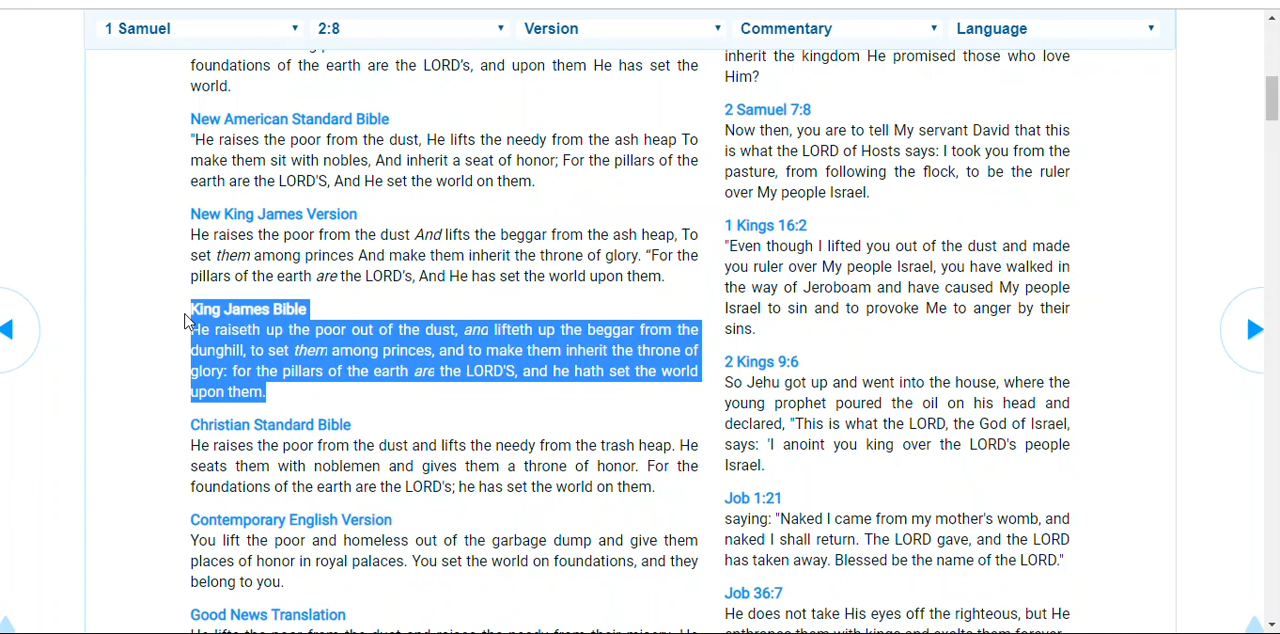 1 Samuel
2:8
Version
Commentary
Language
foundations of the earth are the LORD's, and upon them He has set the
world.
New American Standard Bible
"He raises the poor from the dust, He lifts the needy from the ash heap To
make them sit with nobles, And inherit a seat of honor; For the pillars of the
earth are the LORD'S, And He set the world on them.
New King James Version
He raises the poor from the dust And lifts the beggar from the ash heap, To
set them among princes And make them inherit the throne of glory. “For the
pillars of the earth are the LORD's, And He has set the world upon them.
King James Bible
He raiseth up the poor out of the dust, and lifteth up the beggar from the
dunghill, to set them among princes, and to make them inherit the throne of
glory: for the pillars of the earth are the LORD'S, and he hath set the world
upon them.
Christian Standard Bible
He raises the poor from the dust and lifts the needy from the trash heap. He
seats them with noblemen and gives them a throne of honor. For the
foundations of the earth are the LORD's; he has set the world on them.
Contemporary English Version
You lift the poor and homeless out of the garbage dump and give them
places of honor in royal palaces. You set the world on foundations, and they
belong to you.
Good News Translation
inherit the kingdom He promised those who love
Him?
2 Samuel 7:8
Now then, you are to tell My servant David that this
is what the LORD of Hosts says: I took you from the
pasture, from following the flock, to be the ruler
over My people Israel.
1 Kings 16:2
"Even though I lifted you out of the dust and made
you ruler over My people Israel, you have walked in
the way of Jeroboam and have caused My people
Israel to sin and to provoke Me to anger by their
sins.
2 Kings 9:6
So Jehu got up and went into the house, where the
young prophet poured the oil on his head and
declared, "This is what the LORD, the God of Israel,
says: 'I anoint you king over the LORD's people
Israel.
Job 1:21
saying: "Naked I came from my mother's womb, and
naked I shall return. The LORD gave, and the LORD
has taken away. Blessed be the name of the LORD."
Job 36:7
He does not take His eyes off the righteous, but He